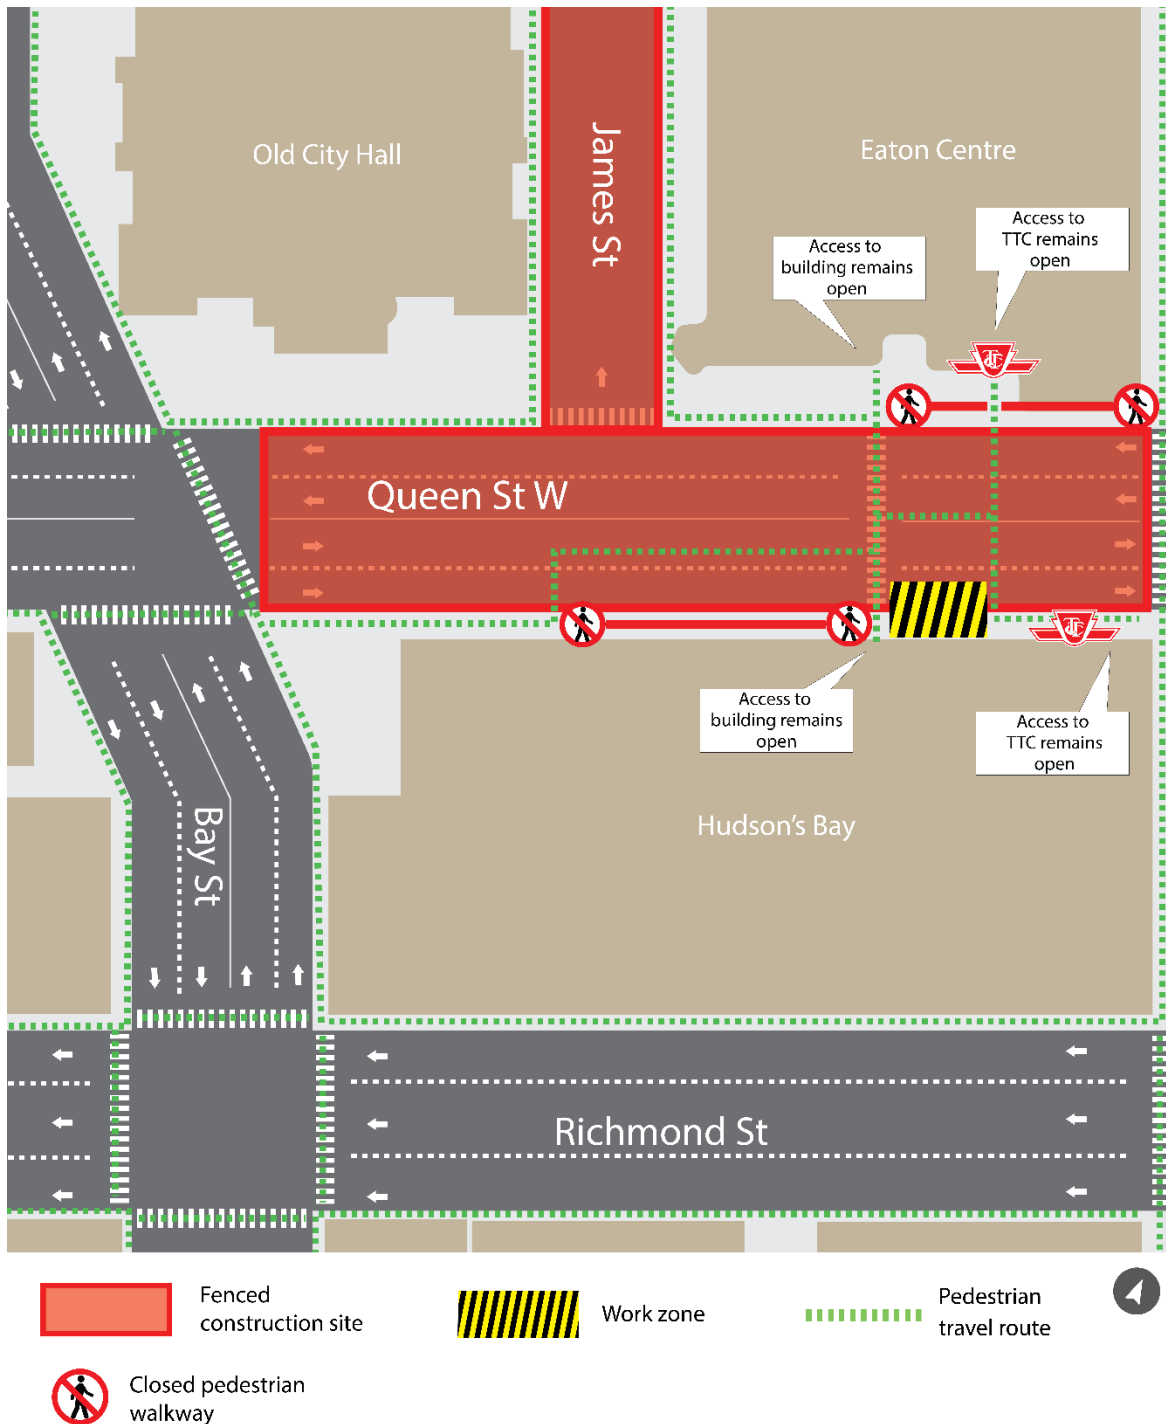 Old City Hall
James St
Eaton Centre
Access to
TTC remains
open
Access to
building remains
open
TTC
Queen St W
TTC
Access to
building remains
open
Access to
TTC remains
open
Bay St
Hudson's Bay
Richmond St
Fenced
construction site
Work zone
Pedestrian
travel route
Closed pedestrian
walkway